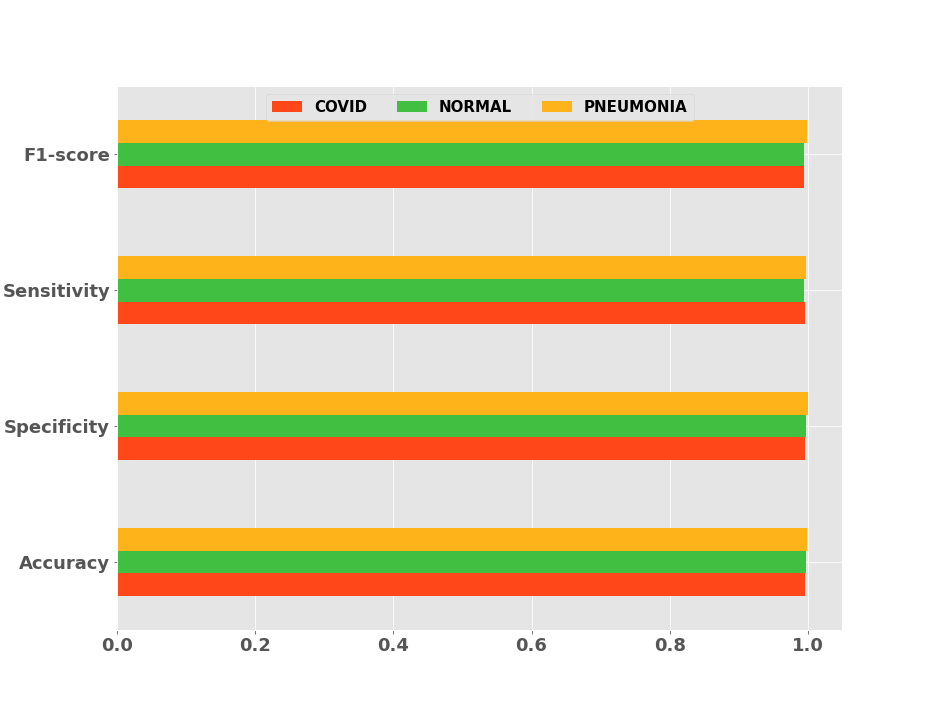 COVID NORMAL PNEUMONIA
F1-score
Sensitivity
Specificity
Accuracy
0.0 0.2 0.4 0.6 0.8 1.0